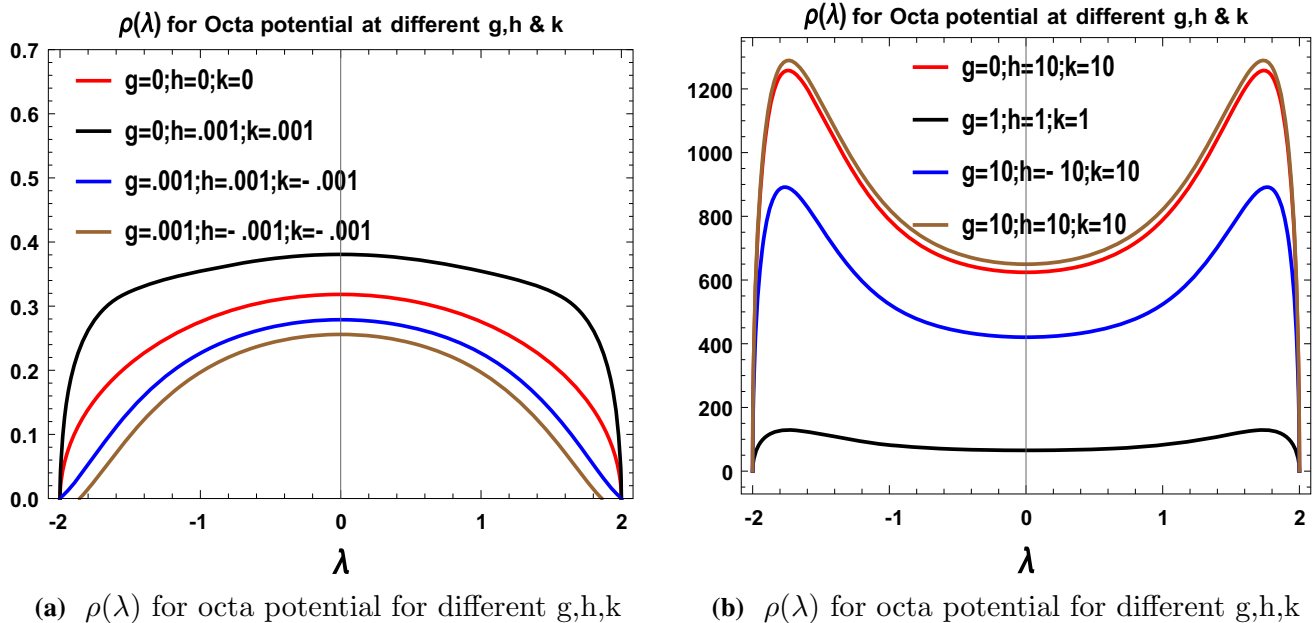 ρ(λ) for Octa potential at different g,h & k
0.7
0.6
0.5
0.4
0.3
0.2
0.1
0.0
g=0;h=0;k=0
g=0;h=.001;k=.001
g=.001;h=.001;k=- .001
g=.001;h=- .001;k=- .001
-2 -1 0 1 2
λ
(a) ρ(λ) for octa potential for different g,h,k
ρ(λ) for Octa potential at different g,h & k
1200
1000
800
600
400
200
0
g=0;h=10;k=10
g=1;h=1;k=1
g=10;h=- 10;k=10
g=10;h=10;k=10
-2 -1 0 1 2
λ
(b) ρ(λ) for octa potential for different g,h,k